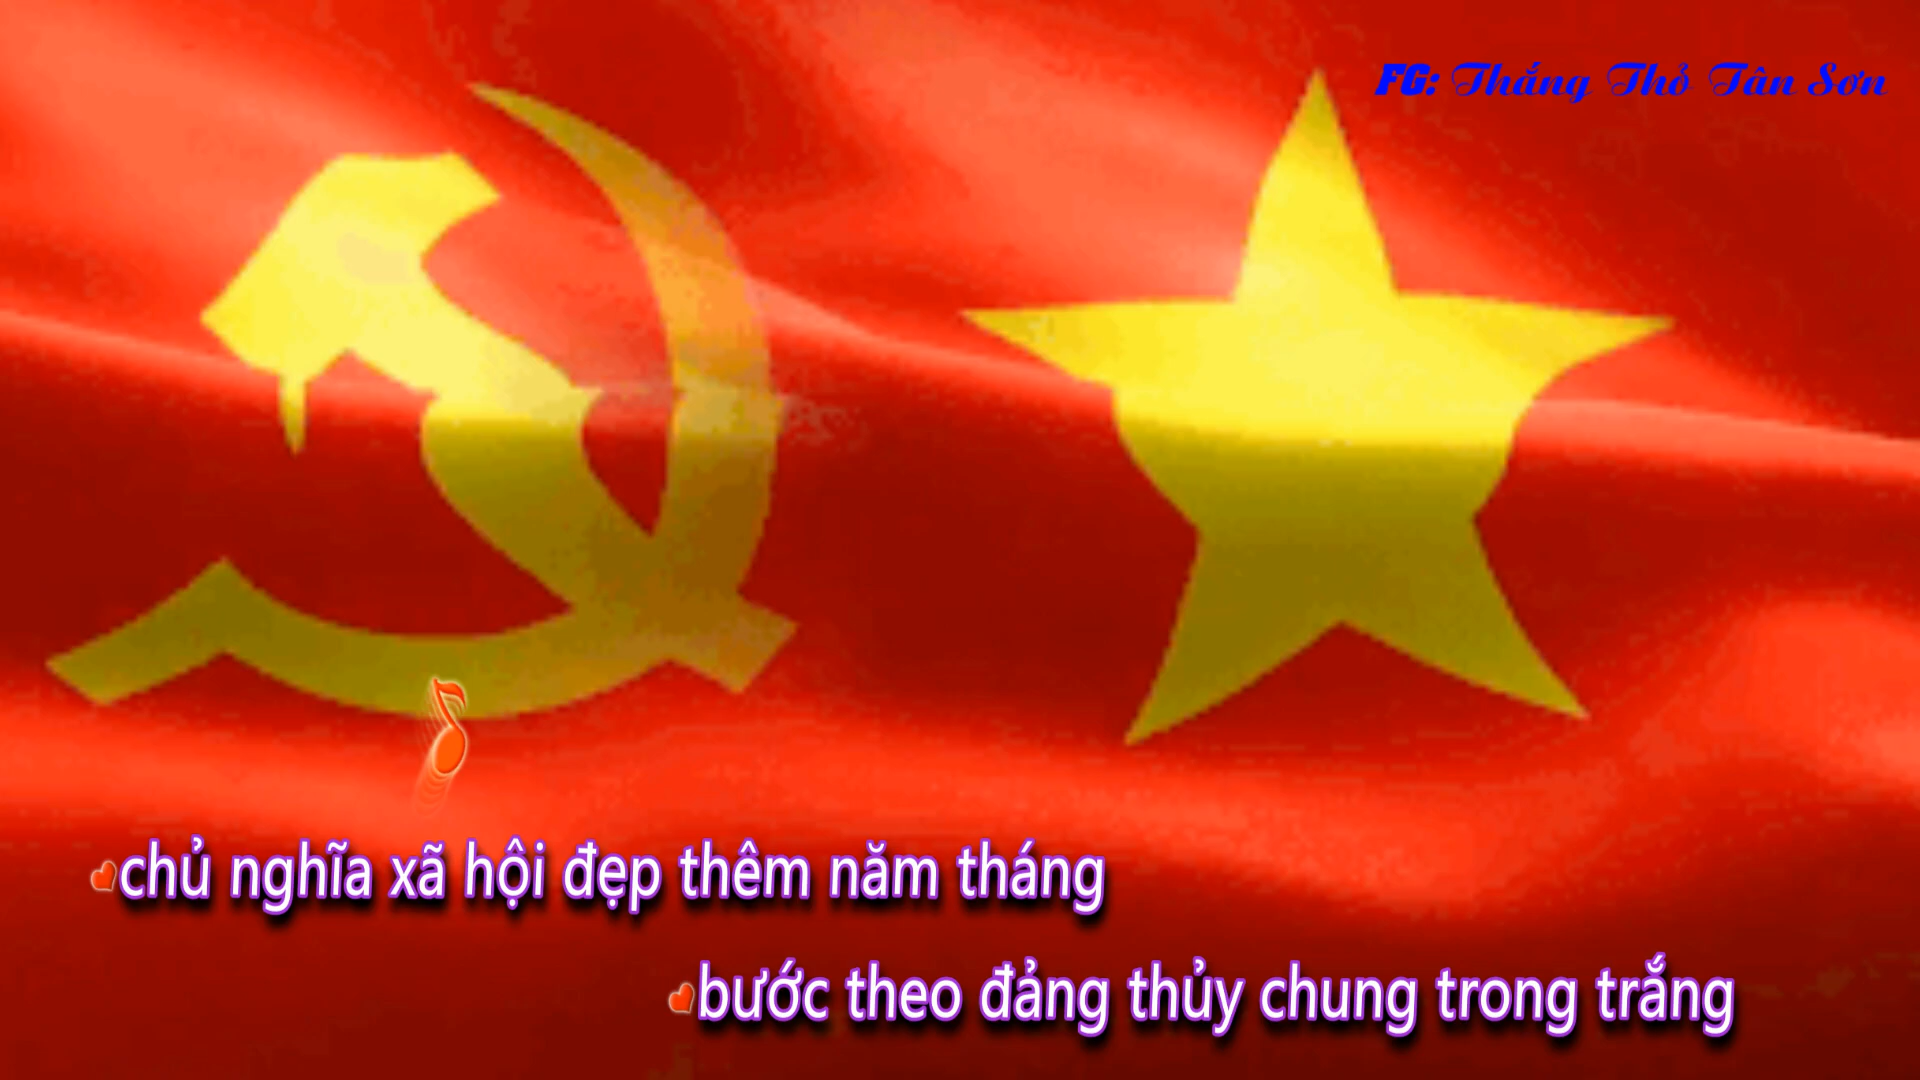 FG: Thắng Thỏ Tân Sơn
chủ nghĩa xã hội đẹp thêm năm tháng
bước theo đảng thủy chung trong trắng